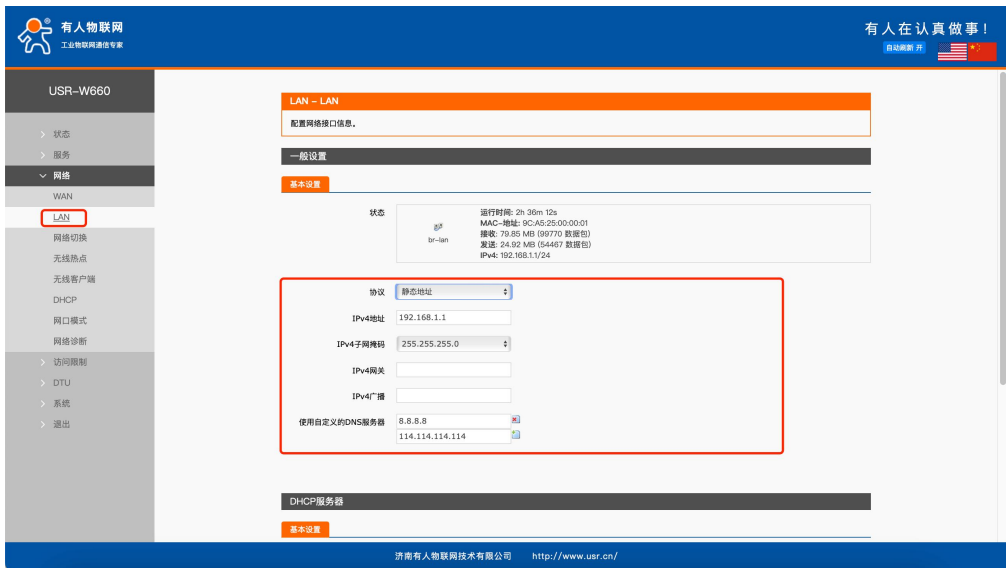 有人物联网
工业物联网通信专家
有人在认真做事!
自动刷新 开
USR-W660
状态
服务
网络
WAN
LAN
网络切换
无线热点
无线客户端
DHCP
网口模式
网络诊断
访问限制
DTU
系统
退出
LAN - LAN
配置网络接口信息。
一般设置
基本设置
状态
br-lan
运行时间: 2h 36m 12s
MAC-地址: 9C:A5:25:00:00:01
接收: 79.85 MB (99770 数据包)
发送: 24.92 MB (54467 数据包)
IPv4: 192.168.1.1/24
协议 静态地址
IPv4地址 192.168.1.1
IPv4子网掩码 255.255.255.0
IPv4网关
IPv4广播
使用自定义的DNS服务器 8.8.8.8
114.114.114.114
DHCP服务器
基本设置
济南有人物联网技术有限公司 http://www.usr.cn/